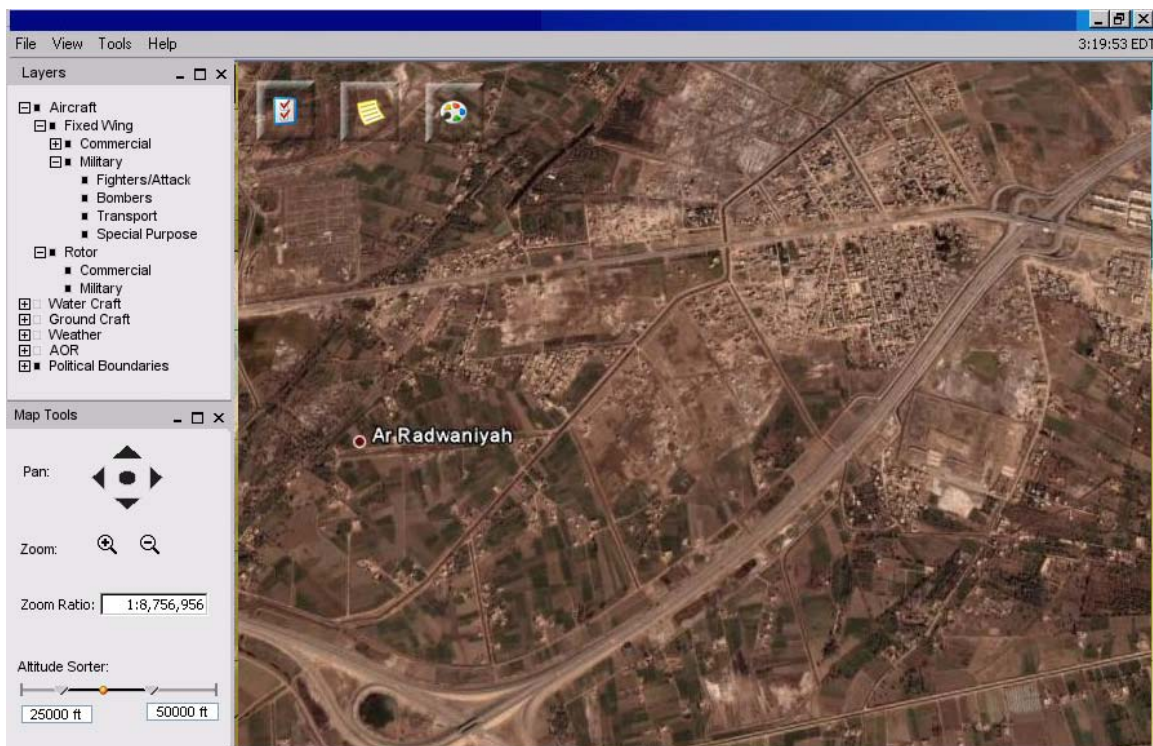 File View Tools Help
3:19:53 EDT
Layers
Aircraft
Fixed Wing
Commercial
Military
Fighters/Attack
Bombers
Transport
Special Purpose
Rotor
Commercial
Military
Water Craft
Ground Craft
Weather
AOR
Political Boundaries
Map Tools
Pan:
Zoom:
Zoom Ratio: 1:8,756,956
Altitude Sorter:
25000 ft 50000 ft
Ar Radwaniyah